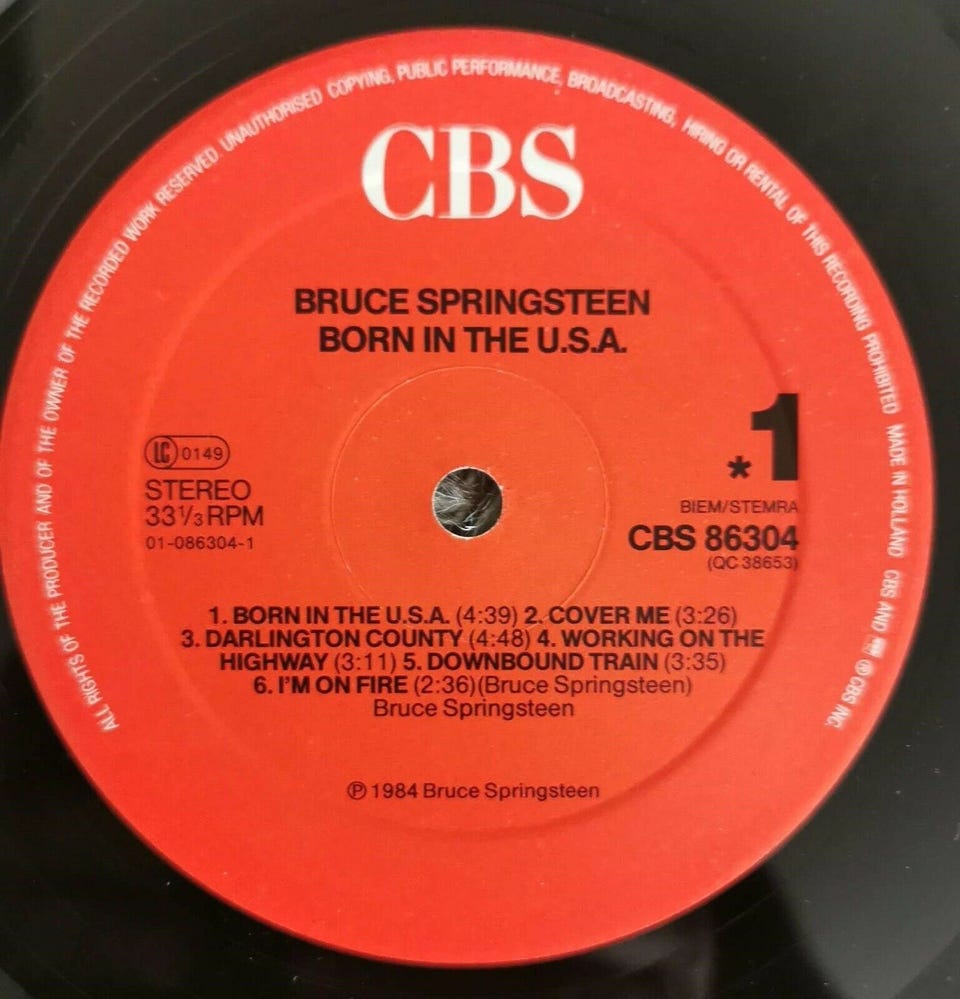 ALL RIGHTS OF THE PRODUCER AND OF THE OWNER OF THE RECORDED WORK RESERVED. UNAUTHORISED COPYING, PUBLIC PERFORMANCE, BROADCASTING, HIRING OR RENTAL OF THIS RECORDING PROHIBITED MADE IN HOLLAND CBS AND ℗ CBS INC.
CBS
BRUCE SPRINGSTEEN
BORN IN THE U.S.A.
LC 0149
STEREO
33⅓ RPM
01-086304-1
*1
BIEM/STEMRA
CBS 86304
(QC 38653)
1. BORN IN THE U.S.A. (4:39) 2. COVER ME (3:26)
3. DARLINGTON COUNTY (4:48) 4. WORKING ON THE
HIGHWAY (3:11) 5. DOWNBOUND TRAIN (3:35)
6. I'M ON FIRE (2:36)(Bruce Springsteen)
Bruce Springsteen
℗ 1984 Bruce Springsteen